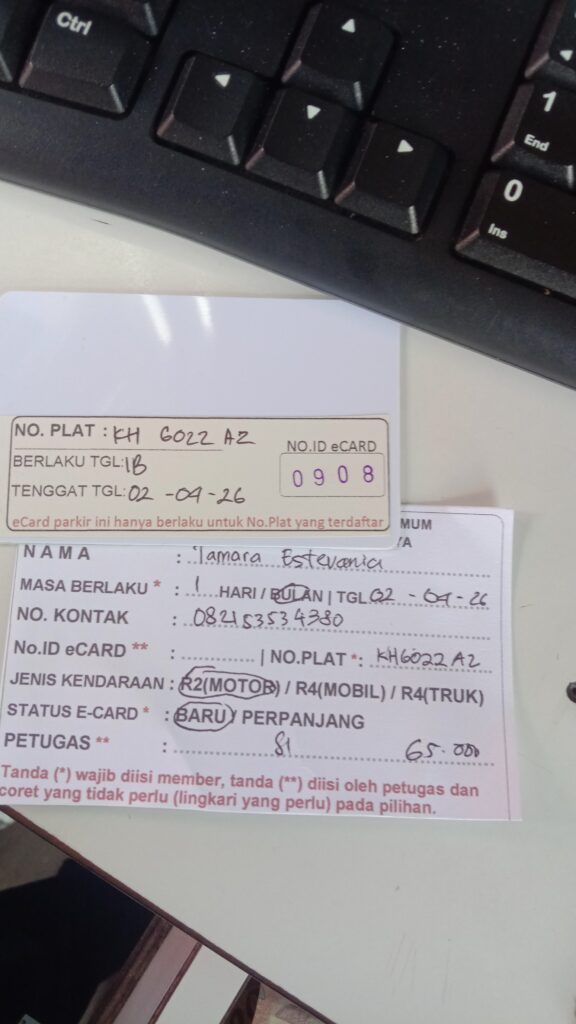 Ctrl
1
End
0
Ins
NO. PLAT : KH 6022 AZ
BERLAKU TGL: 1B
TENGGAT TGL: 02 -04- 26
NO.ID eCARD
0908
eCard parkir ini hanya berlaku untuk No.Plat yang terdaftar
MUM
YA
NAMA : Tamara Estevania
MASA BERLAKU * : 1 HARI / BULAN | TGL 02 - 04 - 26
NO. KONTAK : 082153534380
No.ID eCARD ** : .............. | NO.PLAT *: KH6022 AZ
JENIS KENDARAAN : R2(MOTOR) / R4(MOBIL) / R4(TRUK)
STATUS E-CARD * : BARU / PERPANJANG
PETUGAS ** : 65.000
Tanda (*) wajib diisi member, tanda (**) diisi oleh petugas dan
coret yang tidak perlu (lingkari yang perlu) pada pilihan.